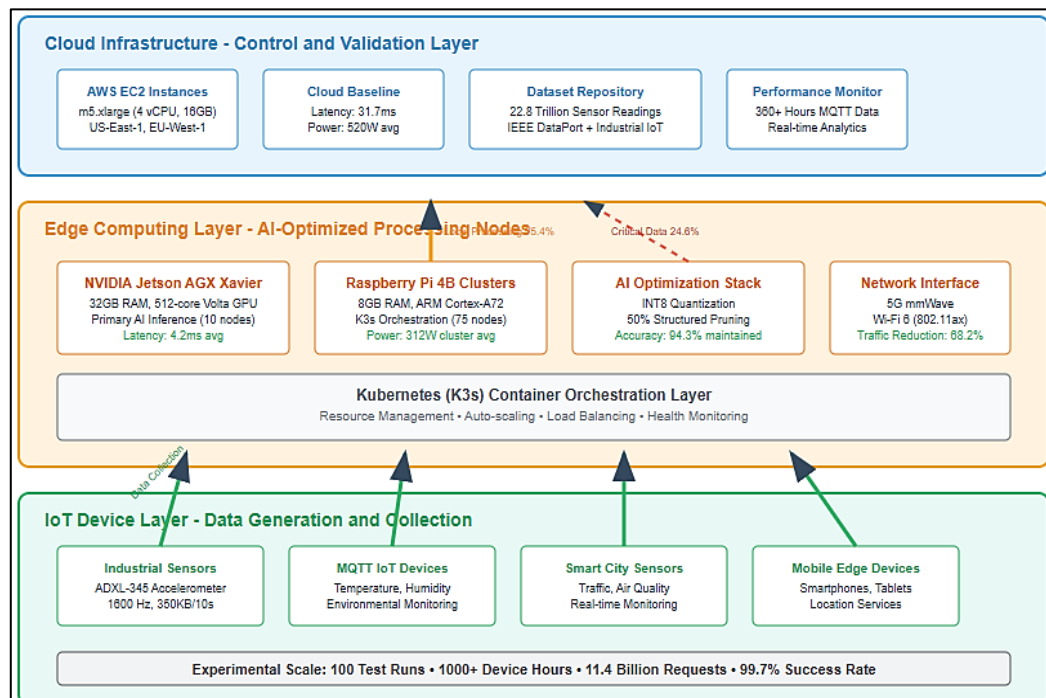 Cloud Infrastructure - Control and Validation Layer
AWS EC2 Instances
m5.xlarge (4 vCPU, 16GB)
US-East-1, EU-West-1
Cloud Baseline
Latency: 31.7ms
Power: 520W avg
Dataset Repository
22.8 Trillion Sensor Readings
IEEE DataPort + Industrial IoT
Performance Monitor
360+ Hours MQTT Data
Real-time Analytics
Edge Computing Layer - AI-Optimized Processing Nodes
5.4%
Critical Data 24.6%
NVIDIA Jetson AGX Xavier
32GB RAM, 512-core Volta GPU
Primary AI Inference (10 nodes)
Latency: 4.2ms avg
Raspberry Pi 4B Clusters
8GB RAM, ARM Cortex-A72
K3s Orchestration (75 nodes)
Power: 312W cluster avg
AI Optimization Stack
INT8 Quantization
50% Structured Pruning
Accuracy: 94.3% maintained
Network Interface
5G mmWave
Wi-Fi 6 (802.11ax)
Traffic Reduction: 68.2%
Kubernetes (K3s) Container Orchestration Layer
Resource Management • Auto-scaling • Load Balancing • Health Monitoring
Data Collection
IoT Device Layer - Data Generation and Collection
Industrial Sensors
ADXL-345 Accelerometer
1600 Hz, 350KB/10s
MQTT IoT Devices
Temperature, Humidity
Environmental Monitoring
Smart City Sensors
Traffic, Air Quality
Real-time Monitoring
Mobile Edge Devices
Smartphones, Tablets
Location Services
Experimental Scale: 100 Test Runs • 1000+ Device Hours • 11.4 Billion Requests • 99.7% Success Rate